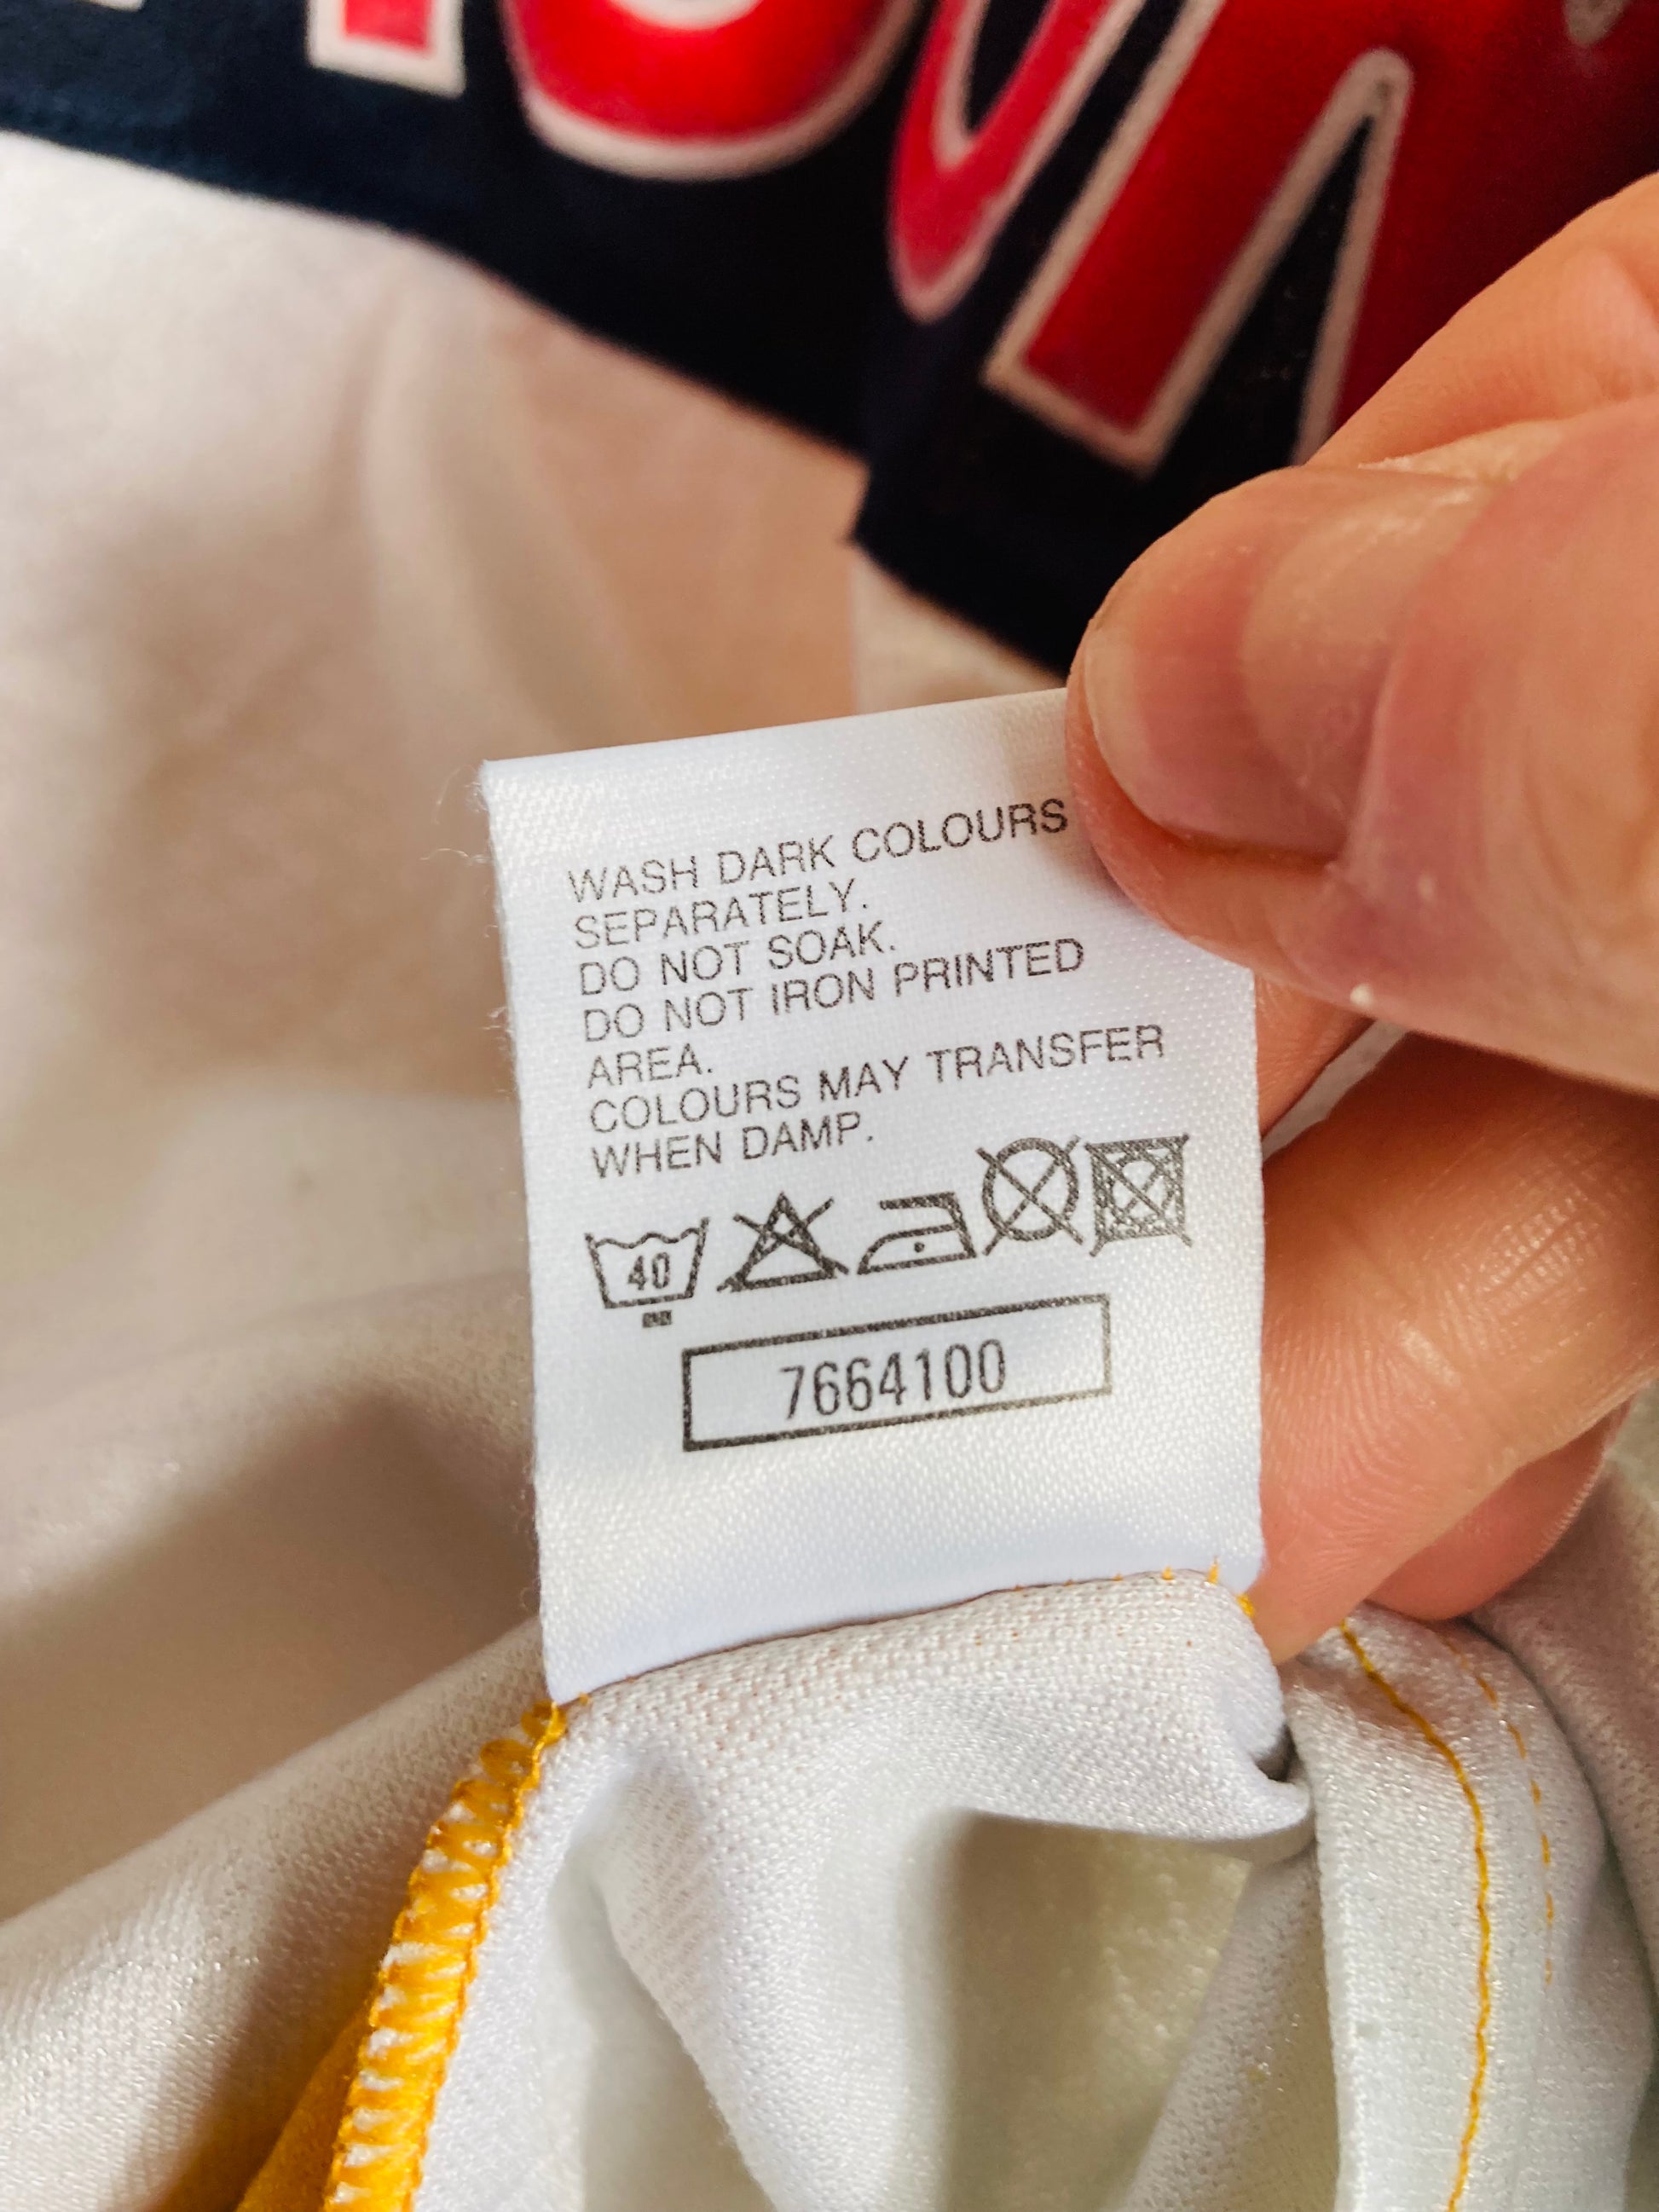 WASH DARK COLOURS
SEPARATELY.
DO NOT SOAK.
DO NOT IRON PRINTED
AREA.
COLOURS MAY TRANSFER
WHEN DAMP.
40
7664100